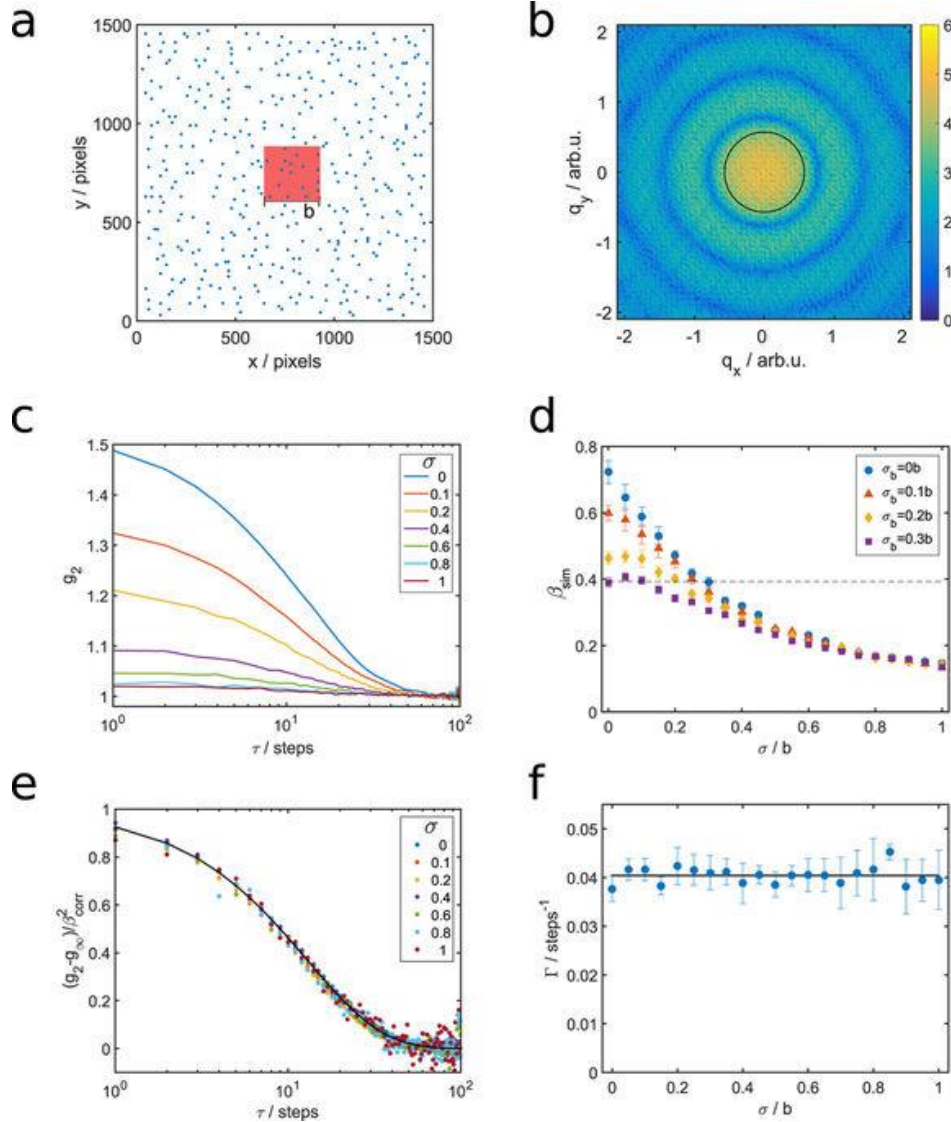 a
1500
1000
500
0
0 500 1000 1500
y / pixels
x / pixels
b
b
2
1
0
-1
-2
-2 -1 0 1 2
q_y / arb.u.
q_x / arb.u.
6
5
4
3
2
1
0
c
1.5
1.4
1.3
1.2
1.1
1
10^0 10^1 10^2
g_2
τ / steps
σ
0
0.1
0.2
0.4
0.6
0.8
1
d
0.8
0.6
0.4
0.2
0
0 0.2 0.4 0.6 0.8 1
β_sim
σ / b
σ_b=0b
σ_b=0.1b
σ_b=0.2b
σ_b=0.3b
e
1
0.8
0.6
0.4
0.2
0
10^0 10^1 10^2
(g_2-g_∞)/β^2_corr
τ / steps
σ
0
0.1
0.2
0.4
0.6
0.8
1
f
0.05
0.04
0.03
0.02
0.01
0
0 0.2 0.4 0.6 0.8 1
Γ / steps^-1
σ / b